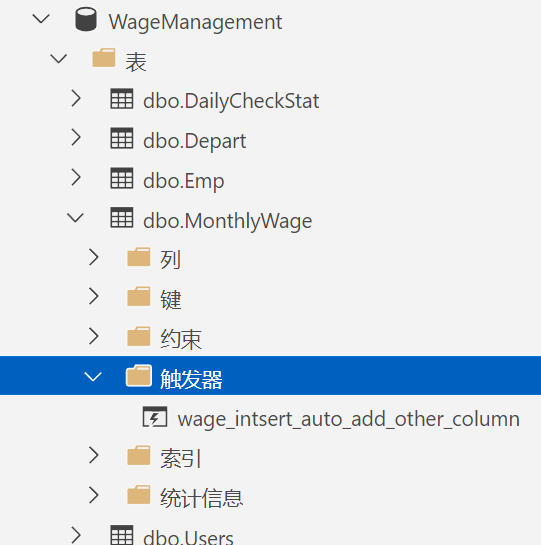 WageManagement
表
dbo.DailyCheckStat
dbo.Depart
dbo.Emp
dbo.MonthlyWage
列
键
约束
触发器
wage_intsert_auto_add_other_column
索引
统计信息
dbo.Users